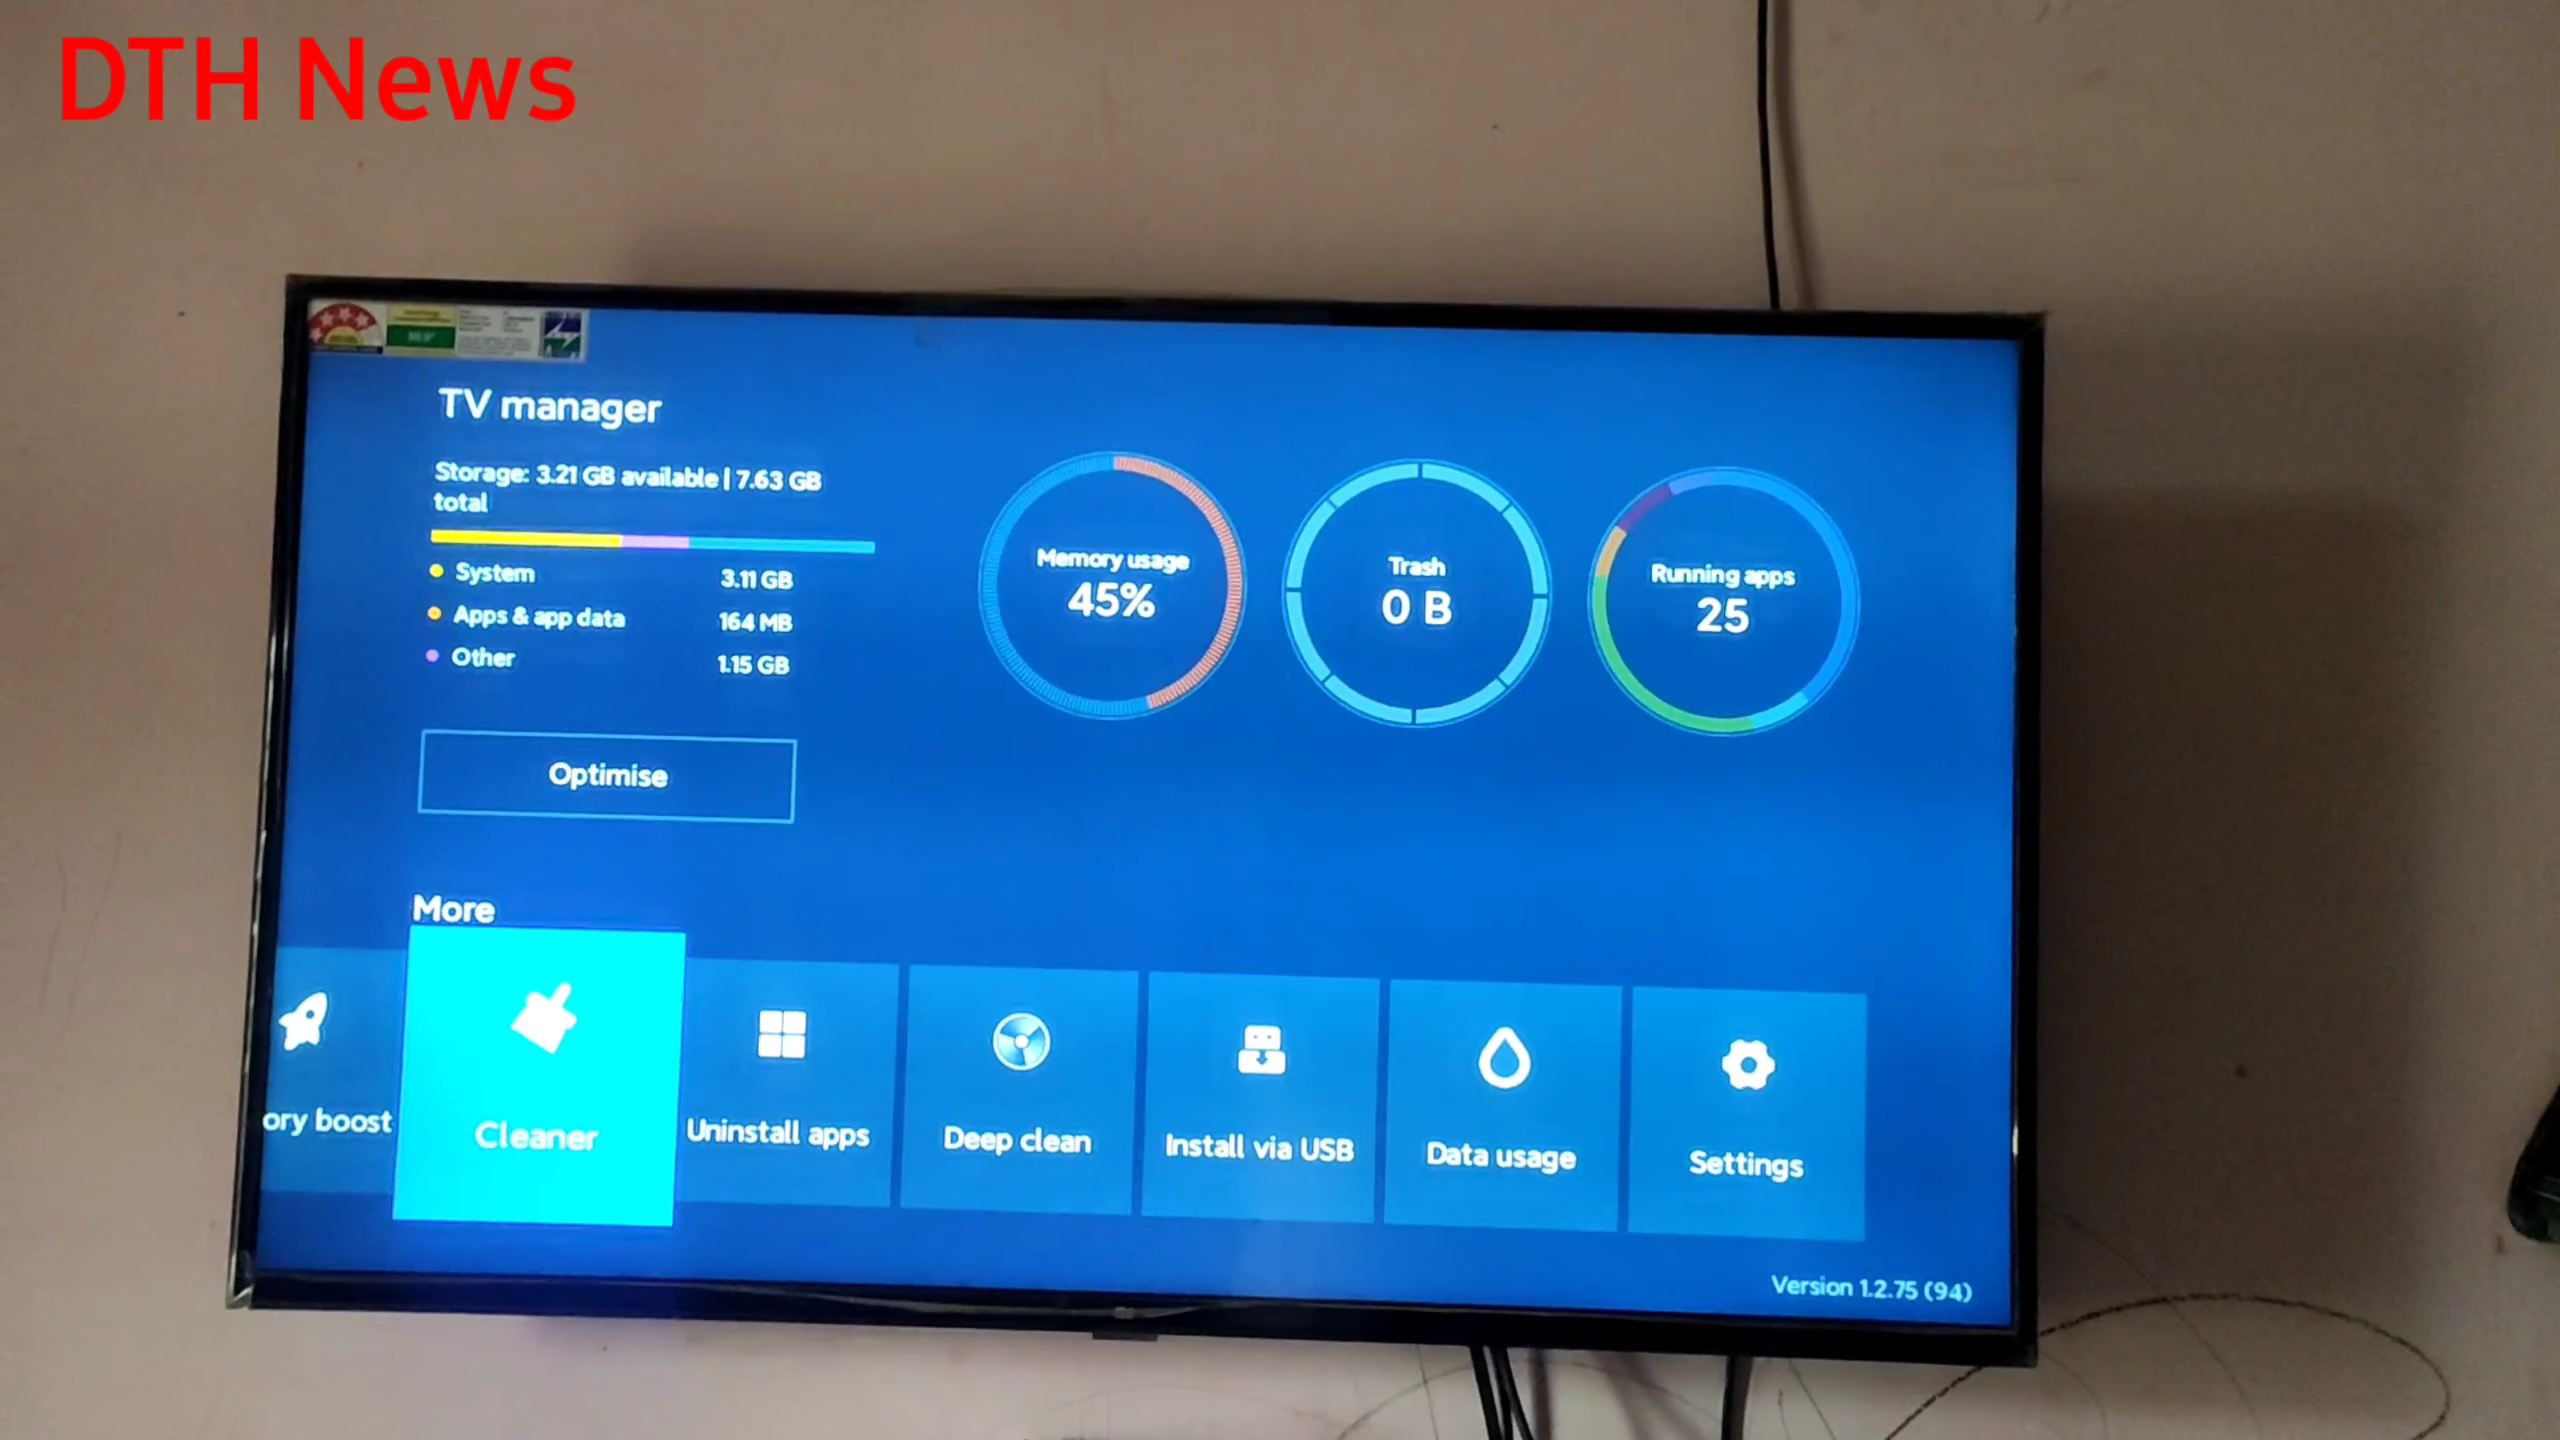 DTH News
TV manager
Storage: 3.21 GB available | 7.63 GB
total
System 3.11 GB
Apps & app data 164 MB
Other 1.15 GB
Memory usage
45%
Trash
0 B
Running apps
25
Optimise
More
ory boost
Cleaner
Uninstall apps
Deep clean
Install via USB
Data usage
Settings
Version 1.2.75 (94)